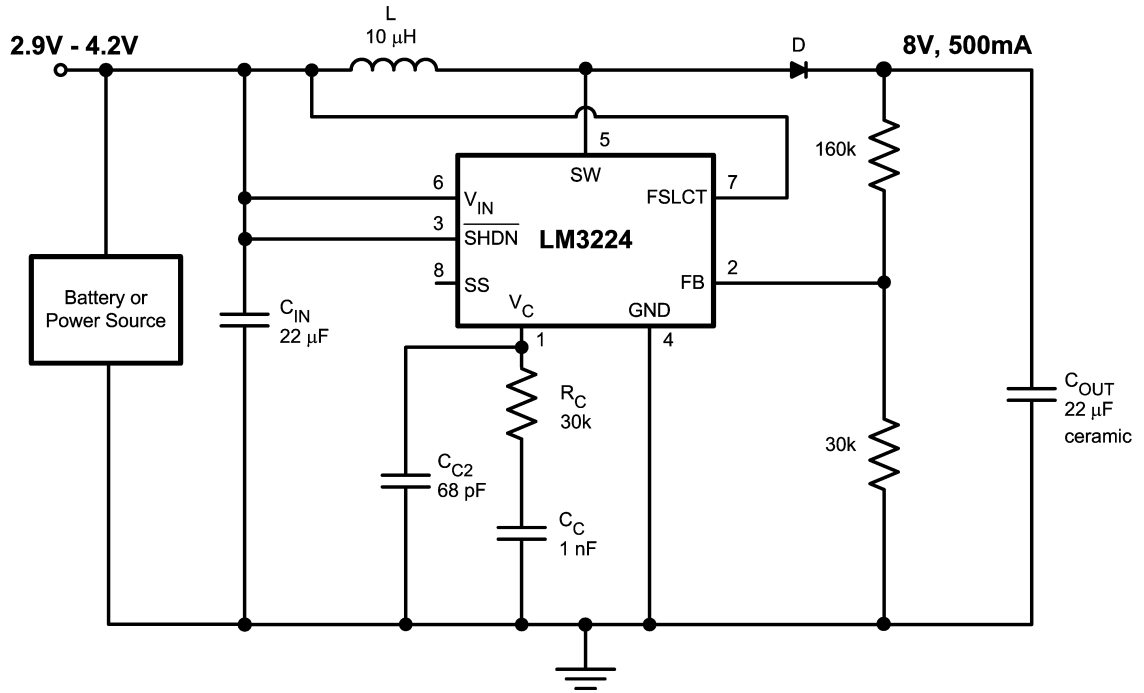 L
10 µH
2.9V - 4.2V
D
8V, 500mA
5
SW
160k
6
V_IN
7
FSLCT
3
SHDN
LM3224
8
SS
2
FB
V_C
GND
1
4
Battery or
Power Source
C_IN
22 µF
R_C
30k
C_OUT
22 µF
ceramic
30k
C_C2
68 pF
C_C
1 nF